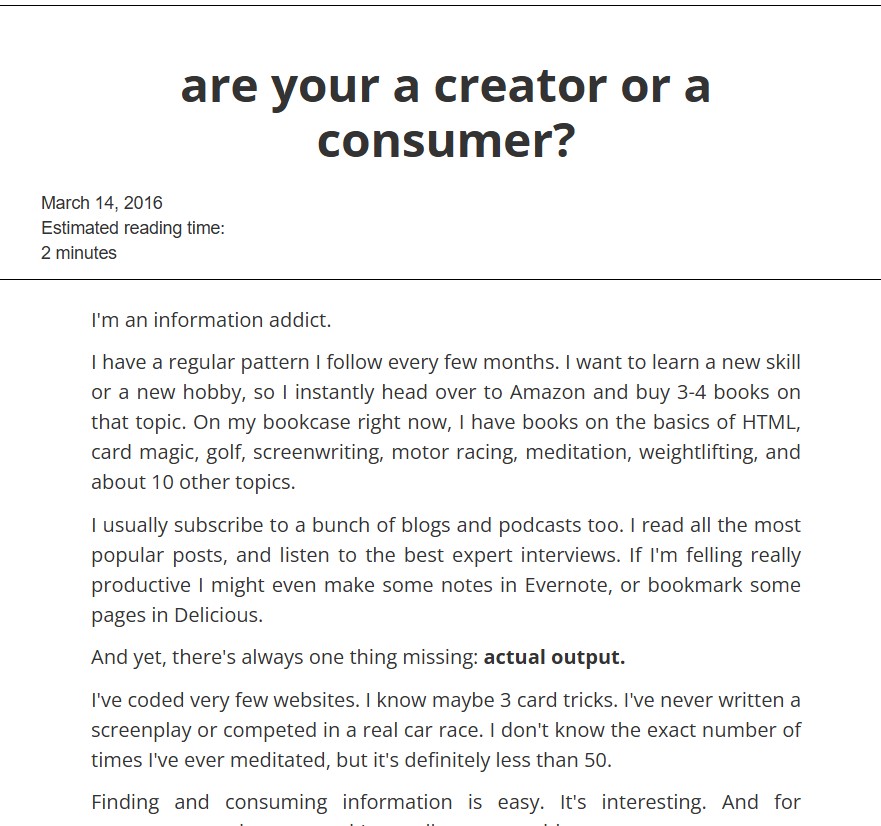 are your a creator or a
consumer?
March 14, 2016
Estimated reading time:
2 minutes
I'm an information addict.
I have a regular pattern I follow every few months. I want to learn a new skill
or a new hobby, so I instantly head over to Amazon and buy 3-4 books on
that topic. On my bookcase right now, I have books on the basics of HTML,
card magic, golf, screenwriting, motor racing, meditation, weightlifting, and
about 10 other topics.
I usually subscribe to a bunch of blogs and podcasts too. I read all the most
popular posts, and listen to the best expert interviews. If I'm felling really
productive I might even make some notes in Evernote, or bookmark some
pages in Delicious.
And yet, there's always one thing missing: actual output.
I've coded very few websites. I know maybe 3 card tricks. I've never written a
screenplay or competed in a real car race. I don't know the exact number of
times I've ever meditated, but it's definitely less than 50.
Finding and consuming information is easy. It's interesting. And for